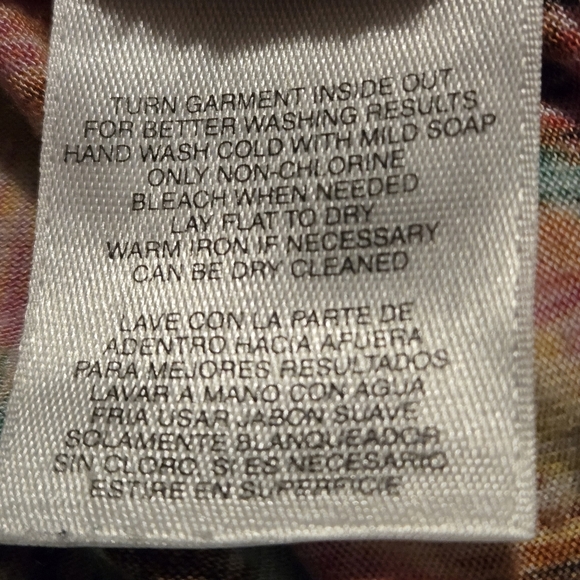 TURN GARMENT INSIDE OUT
FOR BETTER WASHING RESULTS
HAND WASH COLD WITH MILD SOAP
ONLY NON-CHLORINE
BLEACH WHEN NEEDED
LAY FLAT TO DRY
WARM IRON IF NECESSARY
CAN BE DRY CLEANED
LAVE CON LA PARTE DE
ADENTRO HACIA AFUERA
PARA MEJORES RESULTADOS
LAVAR A MANO CON AGUA
FRIA USAR JABON SUAVE
SOLAMENTE BLANQUEADOR
SIN CLORO, SI ES NECESARIO
ESTIRE EN SUPERFICIE